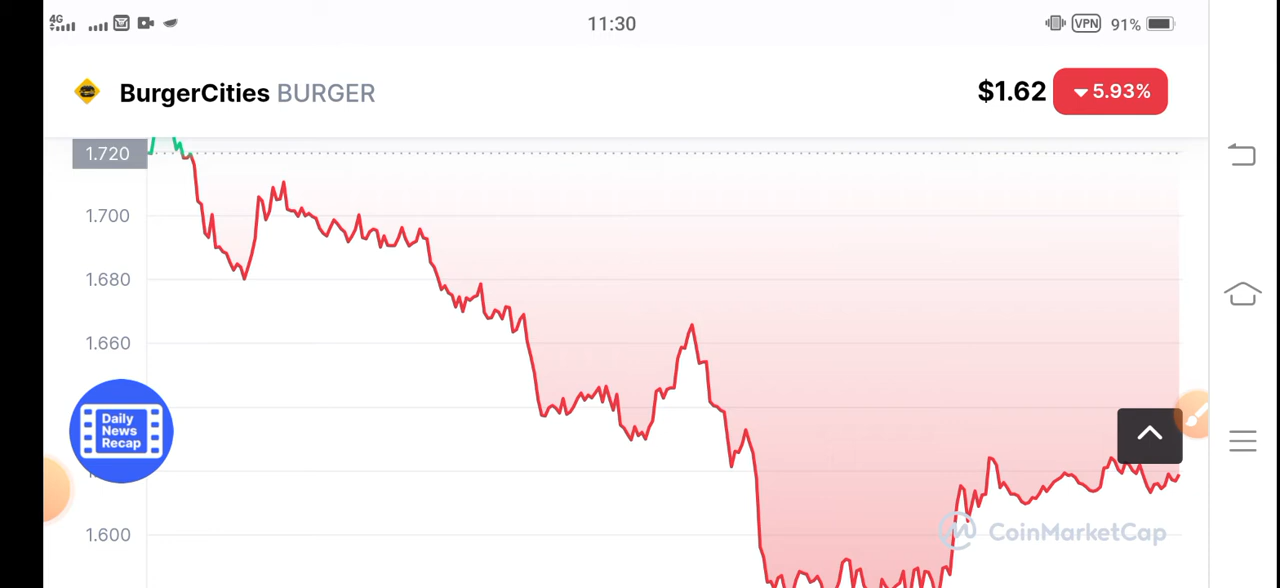 4G 11:30 VPN 91%
BurgerCities BURGER $1.62 5.93%
1.720
1.700
1.680
1.660
Daily
News
Recap
1.600
CoinMarketCap